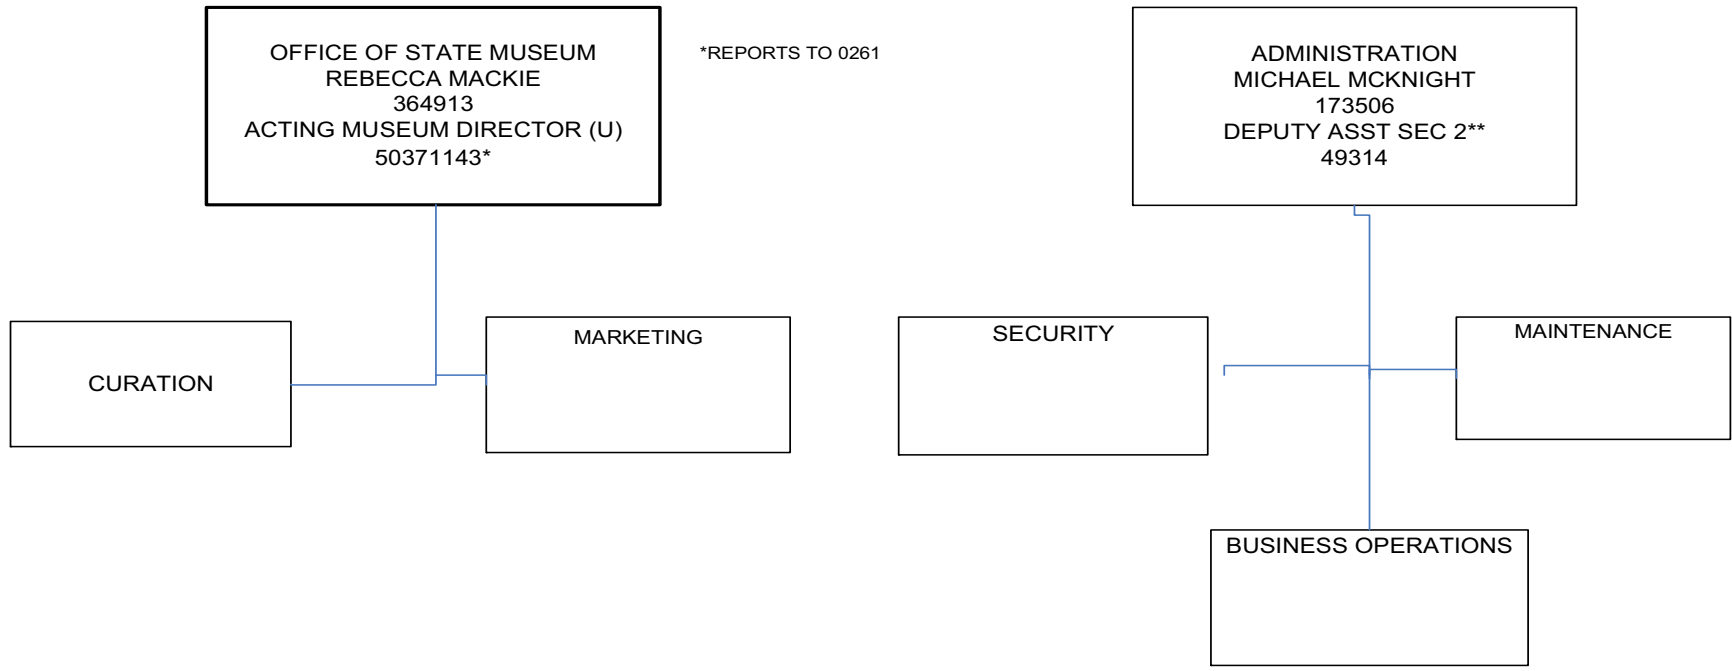 OFFICE OF STATE MUSEUM
REBECCA MACKIE
364913
ACTING MUSEUM DIRECTOR (U)
50371143*
*REPORTS TO 0261
ADMINISTRATION
MICHAEL MCKNIGHT
173506
DEPUTY ASST SEC 2**
49314
CURATION
MARKETING
SECURITY
MAINTENANCE
BUSINESS OPERATIONS